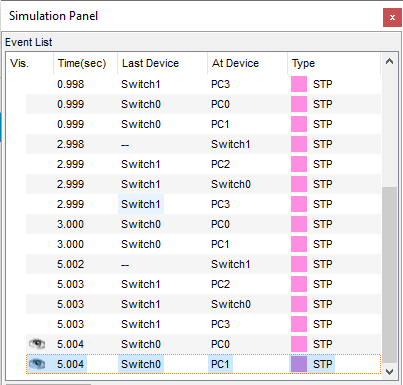 Simulation Panel
Event List
Vis. Time(sec) Last Device At Device Type
0.998 Switch1 PC3 STP
0.999 Switch0 PC0 STP
0.999 Switch0 PC1 STP
2.998 -- Switch1 STP
2.999 Switch1 PC2 STP
2.999 Switch1 Switch0 STP
2.999 Switch1 PC3 STP
3.000 Switch0 PC0 STP
3.000 Switch0 PC1 STP
5.002 -- Switch1 STP
5.003 Switch1 PC2 STP
5.003 Switch1 Switch0 STP
5.003 Switch1 PC3 STP
5.004 Switch0 PC0 STP
5.004 Switch0 PC1 STP